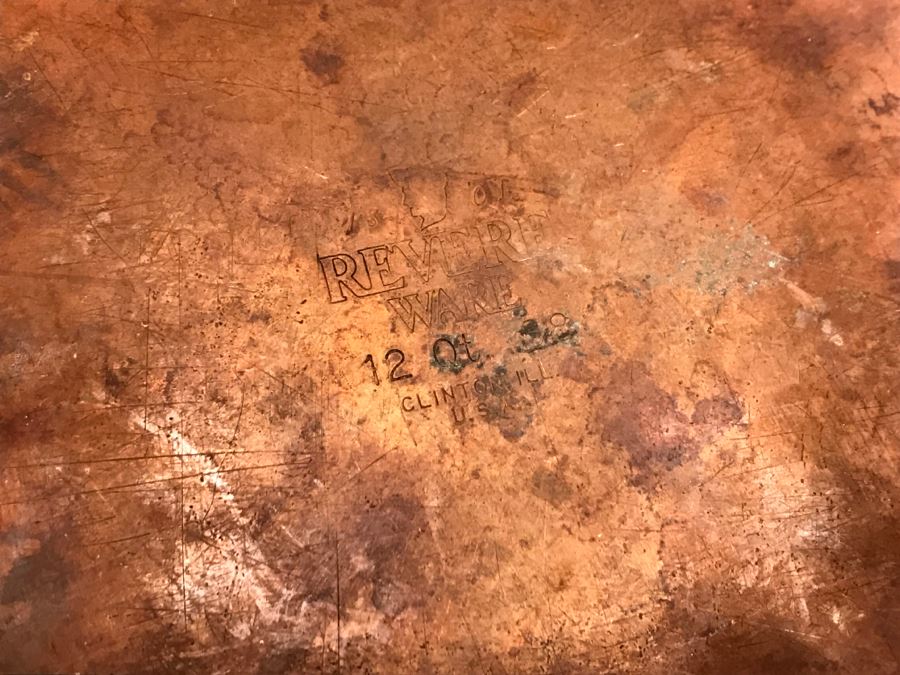 REVERE
WARE
12 Qt
CLINTON ILL
U.S.A.